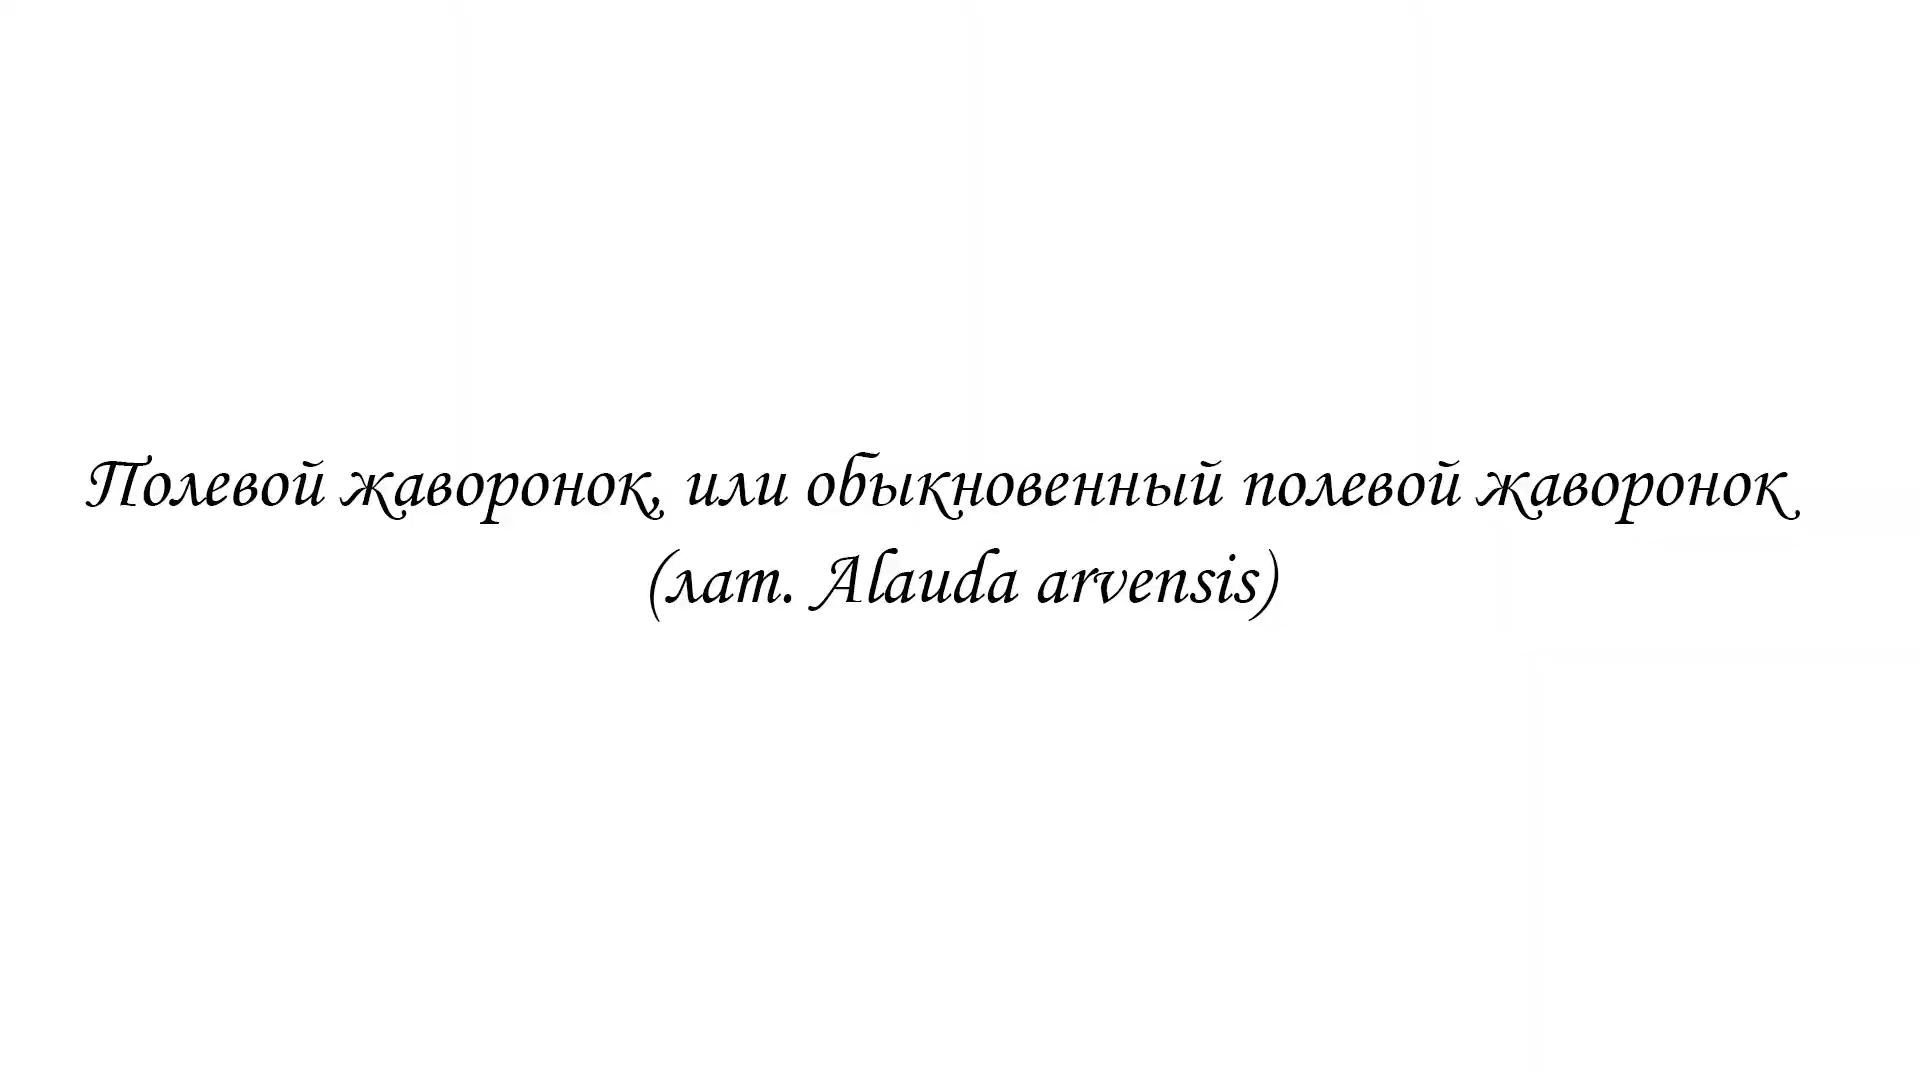 Полевой жаворонок, или обыкновенный полевой жаворонок
(лат. Alauda arvensis)